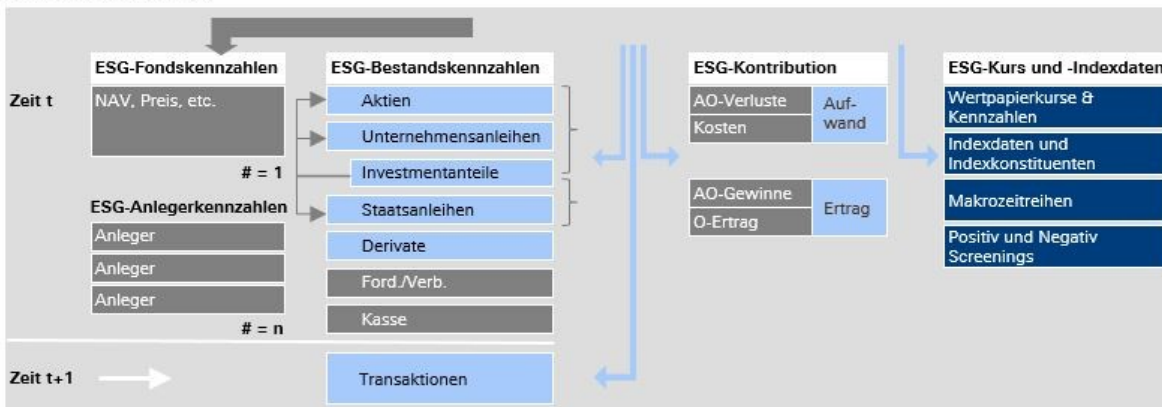 ESG-Fondskennzahlen
ESG-Bestandskennzahlen
ESG-Kontribution
ESG-Kurs und -Indexdaten
Zeit t
NAV, Preis, etc.
# = 1
ESG-Anlegerkennzahlen
Anleger
Anleger
Anleger
# = n
Aktien
Unternehmensanleihen
Investmentanteile
Staatsanleihen
Derivate
Ford./Verb.
Kasse
AO-Verluste
Kosten
Auf-
wand
AO-Gewinne
O-Ertrag
Ertrag
Wertpapierkurse &
Kennzahlen
Indexdaten und
Indexkonstituenten
Makrozeitreihen
Positiv und Negativ
Screenings
Zeit t+1
Transaktionen